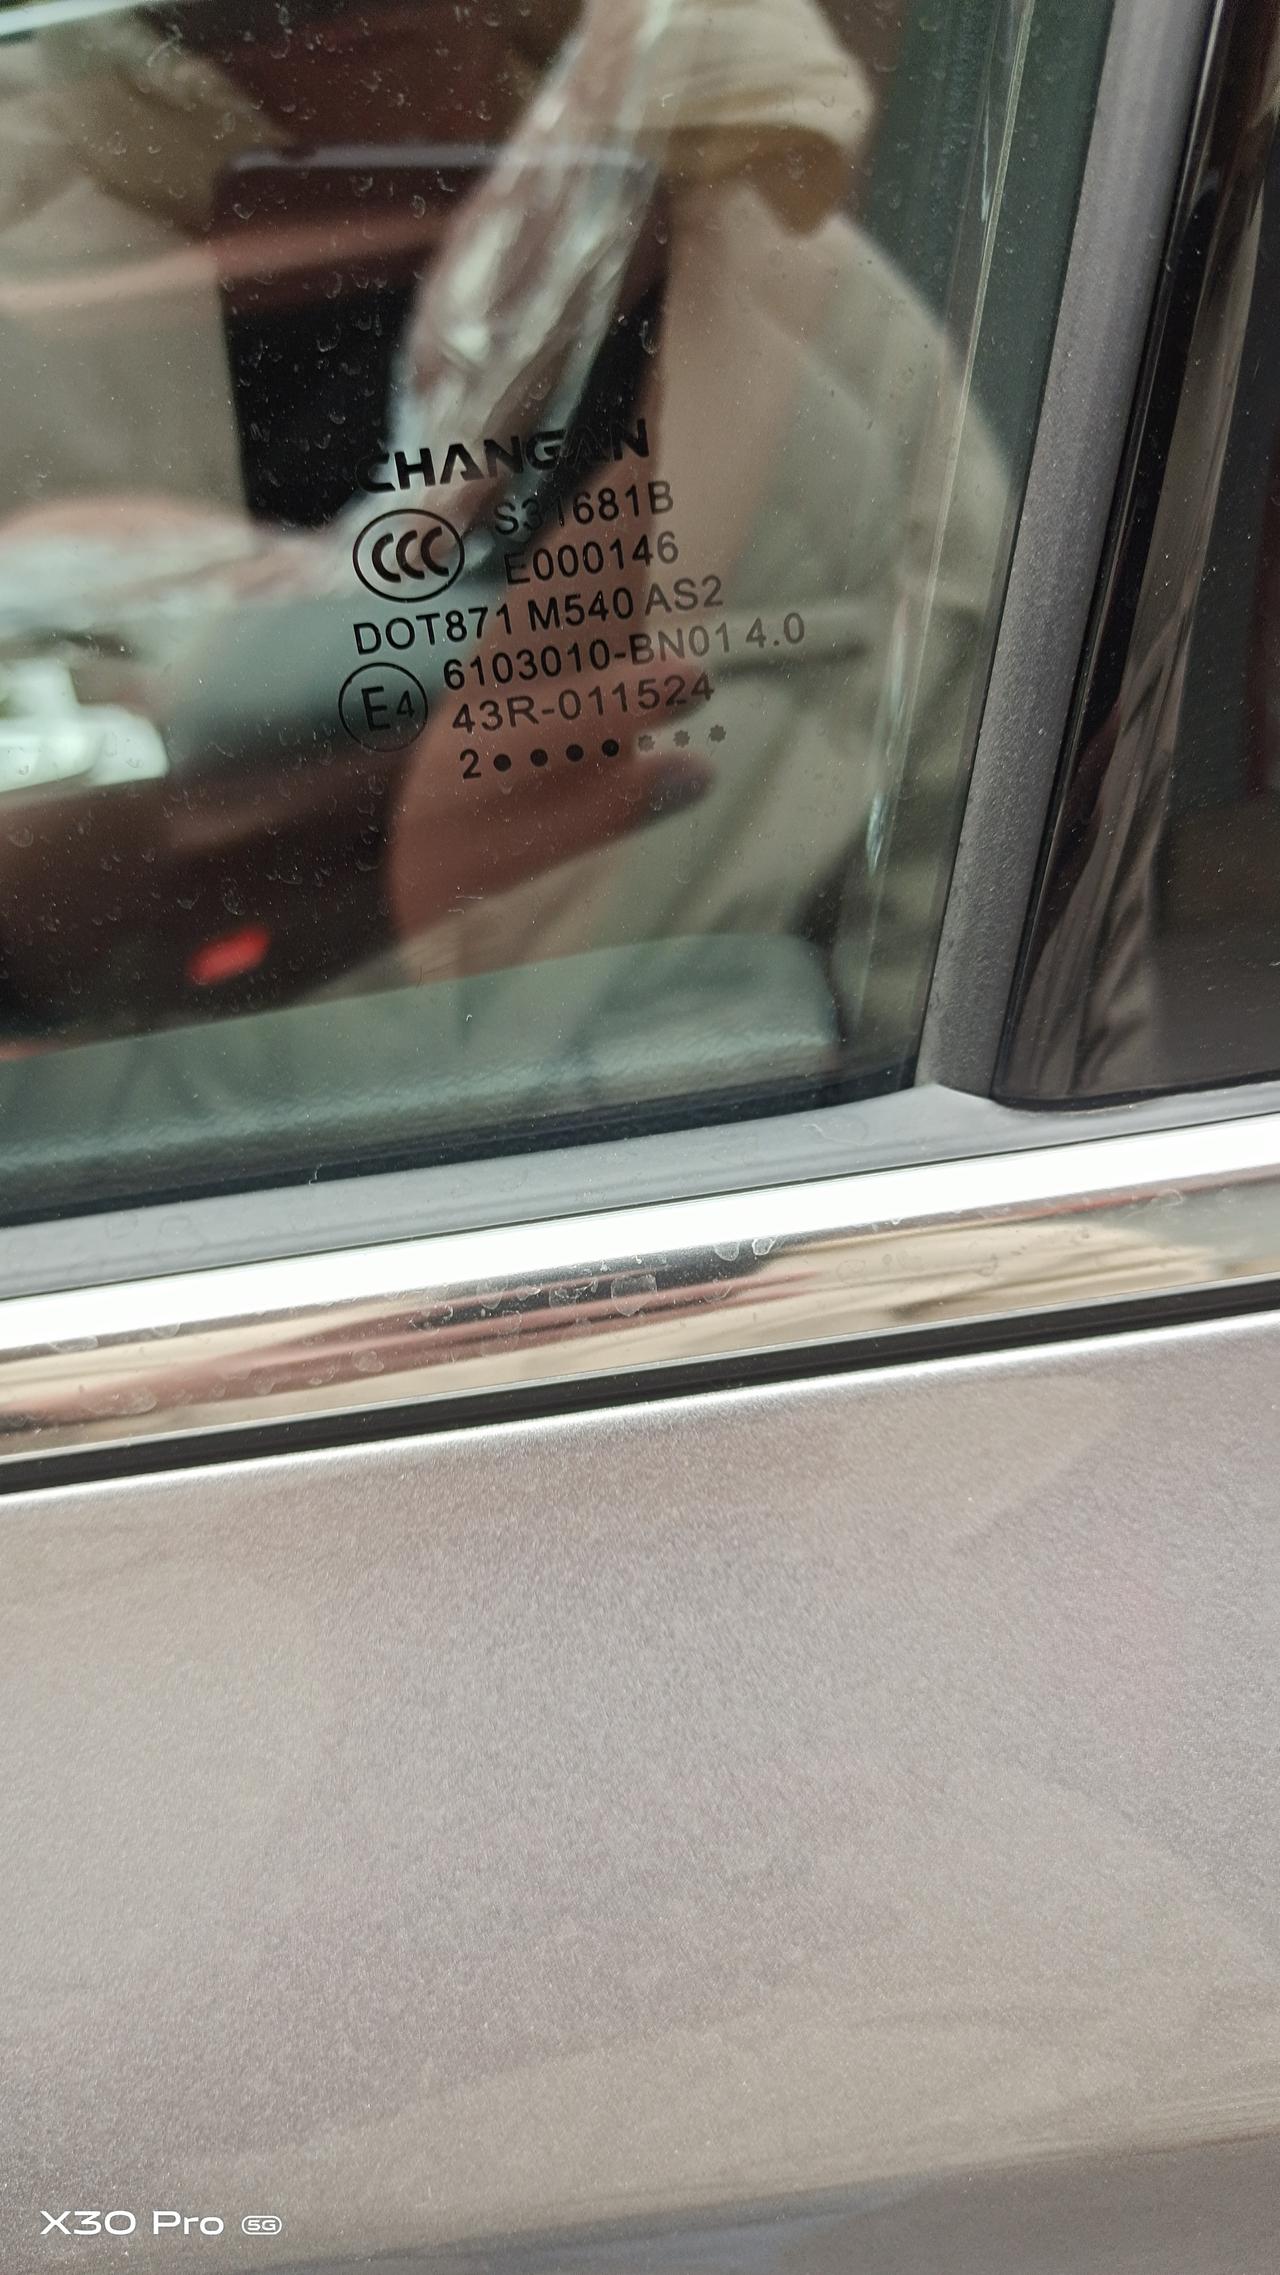 CHANGAN
CCC
S31681B
E000146
DOT871 M540 AS2
6103010-BN01 4.0
E4
43R-011524
2●●●●✱✱✱
X30 Pro 5G